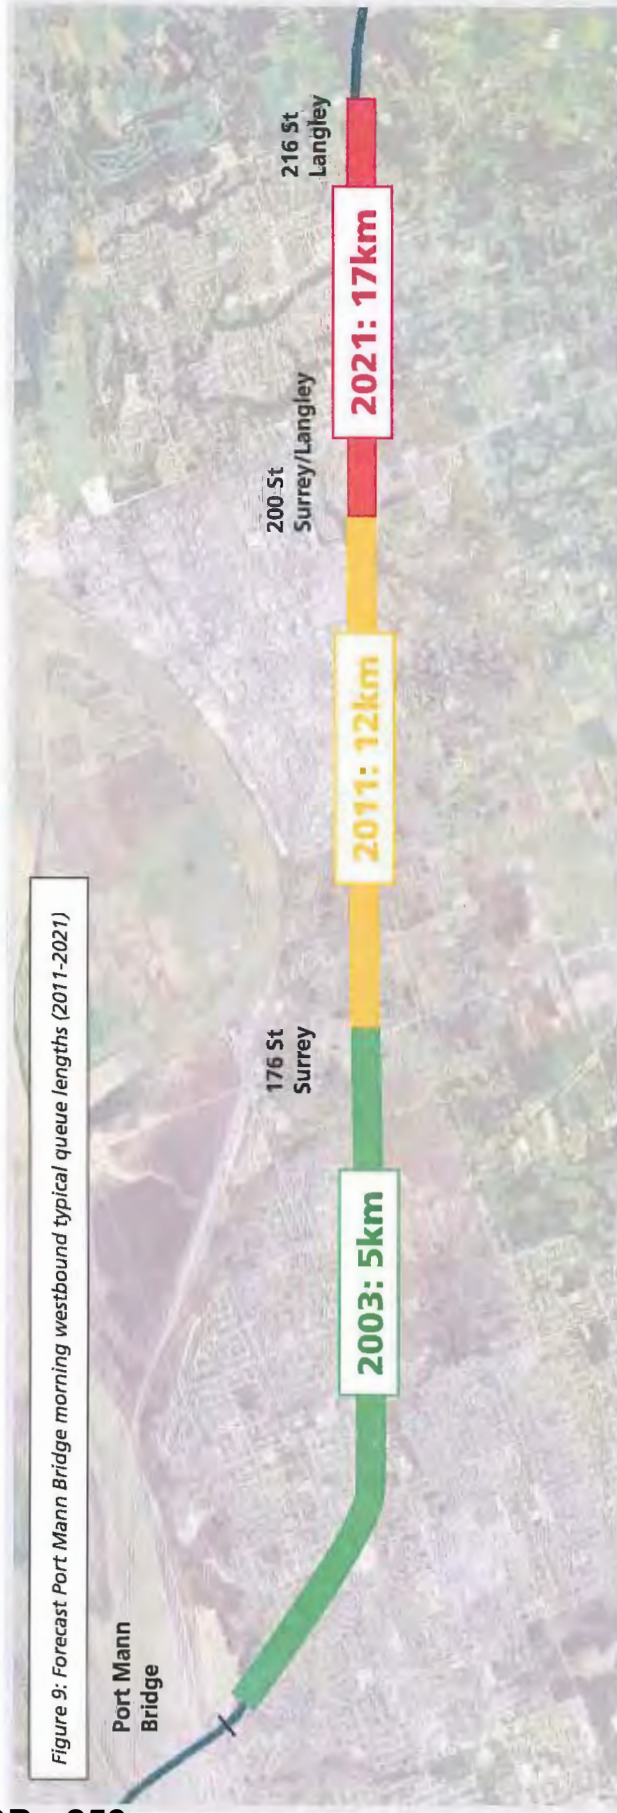 Figure 9: Forecast Port Mann Bridge morning westbound typical queue lengths (2011-2021)
Port Mann
Bridge
2003: 5km
176 St
Surrey
2011: 12km
200 St
Surrey/Langley
2021: 17km
216 St
Langley